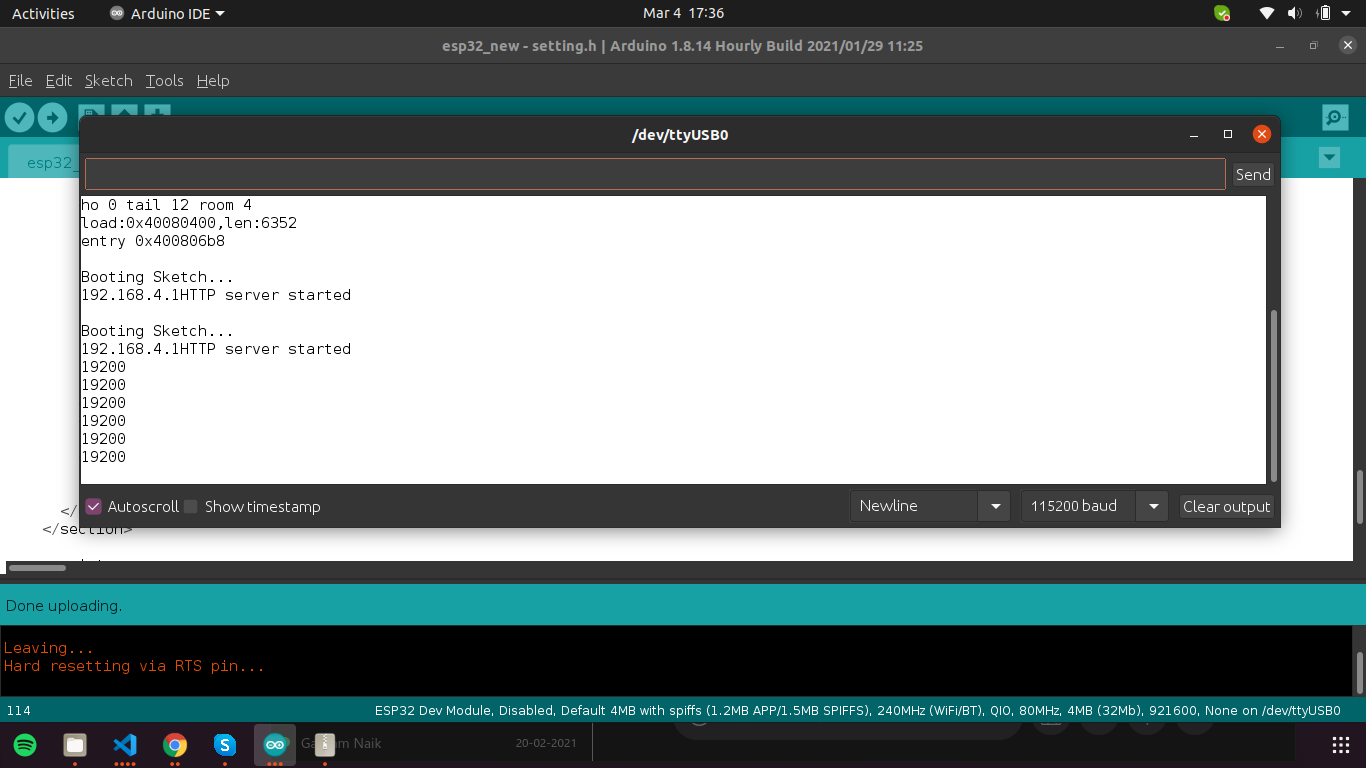 Activities Arduino IDE Mar 4 17:36
esp32_new - setting.h | Arduino 1.8.14 Hourly Build 2021/01/29 11:25
File Edit Sketch Tools Help
/dev/ttyUSB0
esp32_
Send
ho 0 tail 12 room 4
load:0x40080400,len:6352
entry 0x400806b8
Booting Sketch...
192.168.4.1HTTP server started
Booting Sketch...
192.168.4.1HTTP server started
19200
19200
19200
19200
19200
19200
Autoscroll Show timestamp Newline 115200 baud Clear output
</
</section>
Done uploading.
Leaving...
Hard resetting via RTS pin...
114 ESP32 Dev Module, Disabled, Default 4MB with spiffs (1.2MB APP/1.5MB SPIFFS), 240MHz (WiFi/BT), QIO, 80MHz, 4MB (32Mb), 921600, None on /dev/ttyUSB0
Naik 20-02-2021